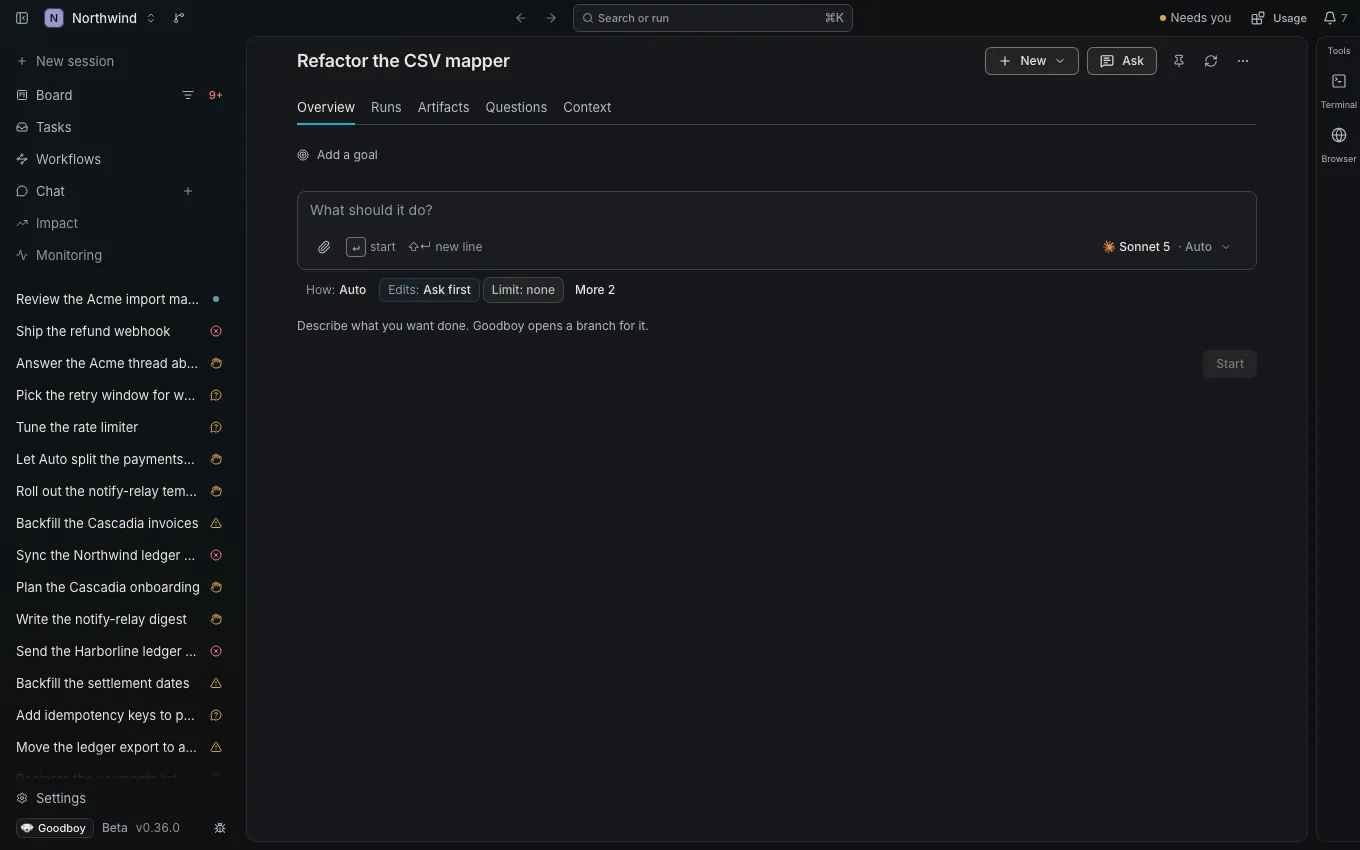 N Northwind
Search or run ⌘K
Needs you
Usage
7
New session
Board 9+
Tasks
Workflows
Chat
Impact
Monitoring
Review the Acme import ma...
Ship the refund webhook
Answer the Acme thread ab...
Pick the retry window for w...
Tune the rate limiter
Let Auto split the payments...
Roll out the notify-relay tem...
Backfill the Cascadia invoices
Sync the Northwind ledger ...
Plan the Cascadia onboarding
Write the notify-relay digest
Send the Harborline ledger ...
Backfill the settlement dates
Add idempotency keys to p...
Move the ledger export to a...
Settings
Goodboy Beta v0.36.0
Refactor the CSV mapper
New
Ask
Overview Runs Artifacts Questions Context
Add a goal
What should it do?
start new line
Sonnet 5 · Auto
How: Auto Edits: Ask first Limit: none More 2
Describe what you want done. Goodboy opens a branch for it.
Start
Tools
Terminal
Browser